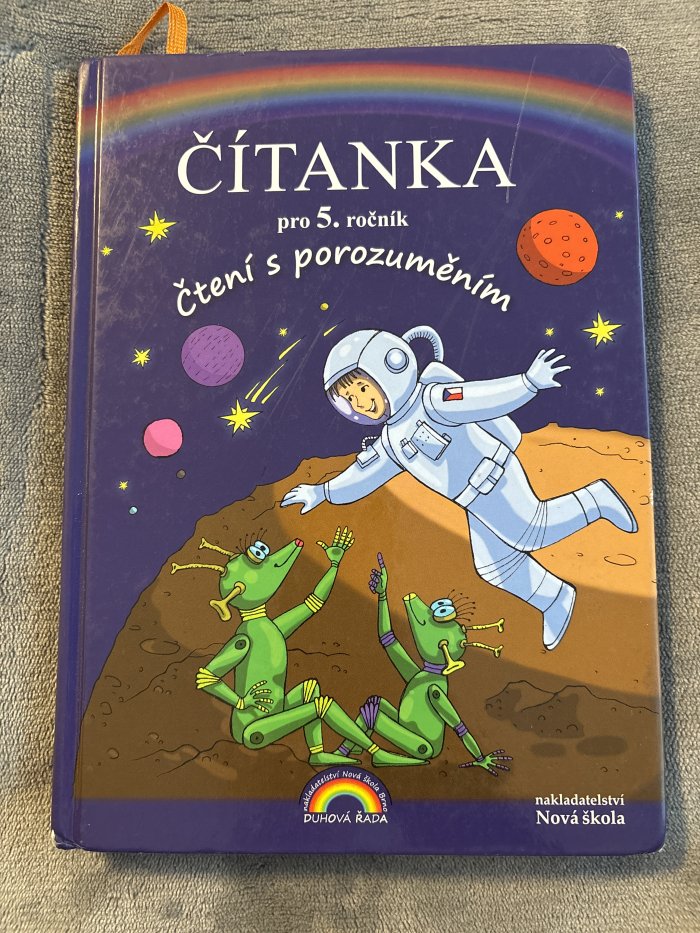 ČÍTANKA
pro 5. ročník
čtení s porozuměním
nakladatelství Nová škola Brno
DUHOVÁ ŘADA
nakladatelství
Nová škola